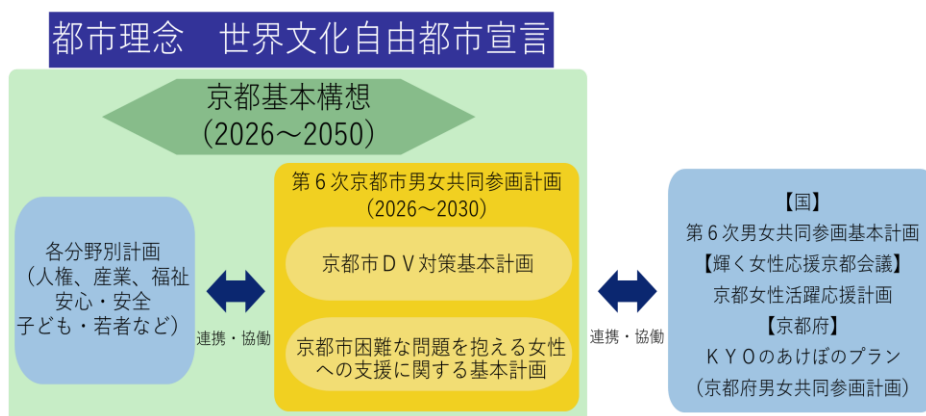 都市理念　世界文化自由都市宣言
京都基本構想
(2026～2050)
各分野別計画
(人権、産業、福祉
安心・安全
子ども・若者など)
連携・協働
第６次京都市男女共同参画計画
(2026～2030)
京都市ＤＶ対策基本計画
京都市困難な問題を抱える女性
への支援に関する基本計画
連携・協働
【国】
第６次男女共同参画基本計画
【輝く女性応援京都会議】
京都女性活躍応援計画
【京都府】
ＫＹＯのあけぼのプラン
(京都府男女共同参画計画)